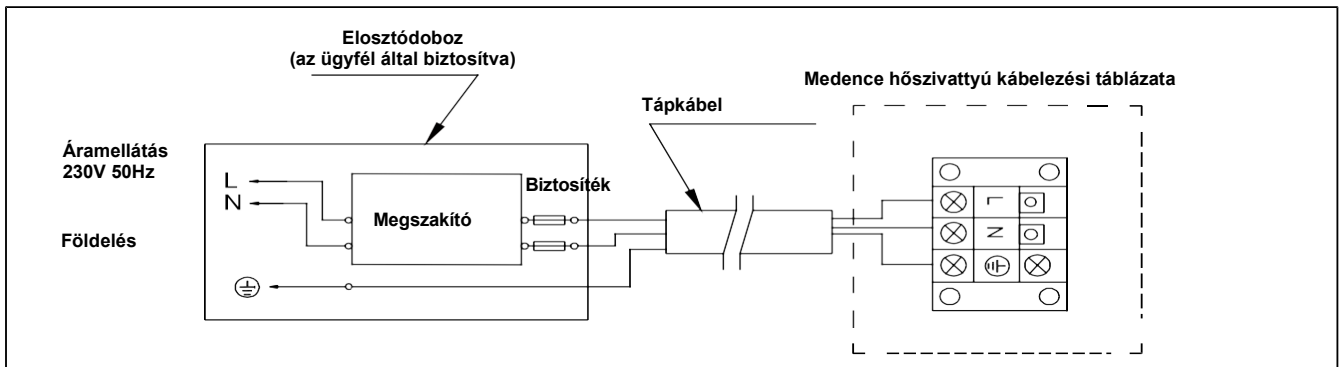 Elosztódoboz
(az ügyfél által biztosítva)
Medence hőszivattyú kábelezési táblázata
Tápkábel
Áramellátás
230V 50Hz
L
N
Biztosíték
Megszakító
Földelés
L
N